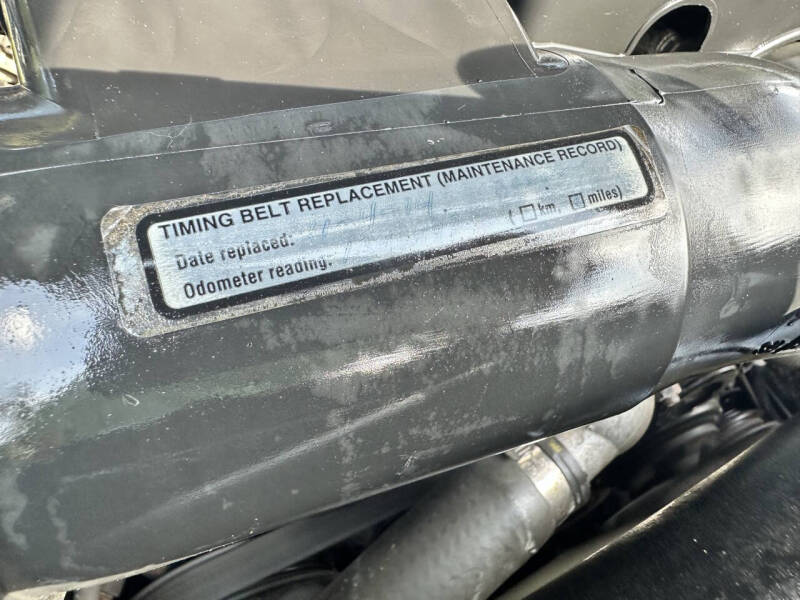 TIMING BELT REPLACEMENT (MAINTENANCE RECORD)
Date replaced:
Odometer reading: (☐ km, ☐ miles)